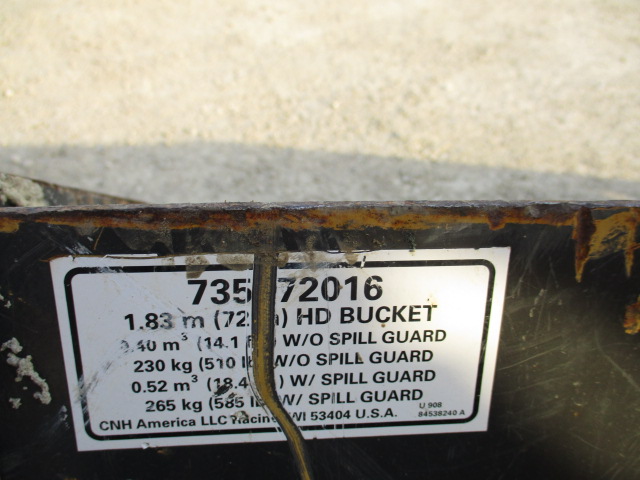 735 72016
1.83 m (72 in) HD BUCKET
0.40 m³ (14.1 W/O SPILL GUARD
230 kg (510 lb) W/O SPILL GUARD
0.52 m³ (18.4 W/ SPILL GUARD
265 kg (585 lb) W/ SPILL GUARD
CNH America LLC Racine, WI 53404 U.S.A.
U 908
84538240 A